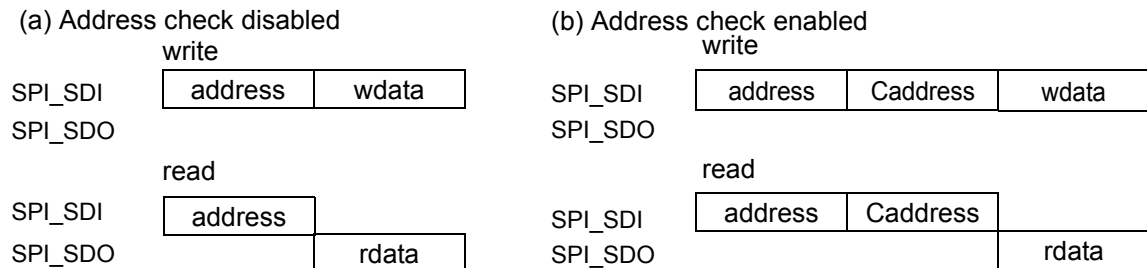 (a) Address check disabled
write
SPI_SDI address wdata
SPI_SDO
read
SPI_SDI address
SPI_SDO rdata
(b) Address check enabled
write
SPI_SDI address Caddress wdata
SPI_SDO
read
SPI_SDI address Caddress
SPI_SDO rdata